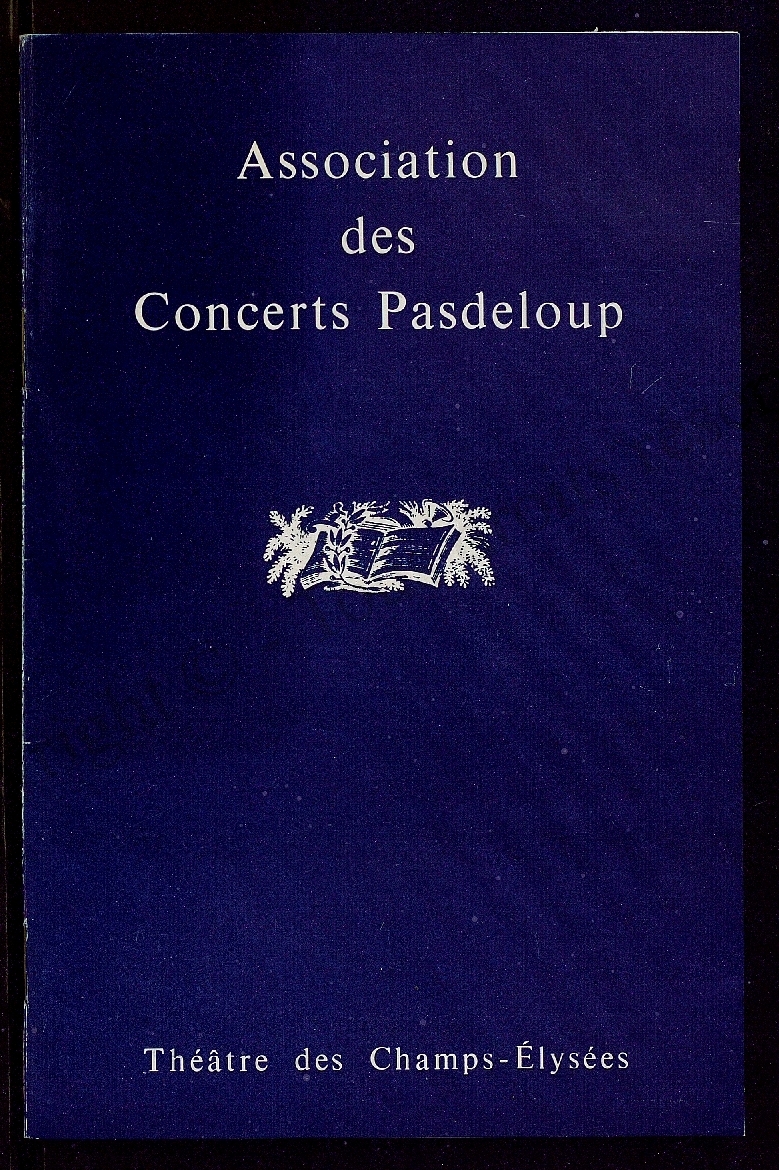 Association
des
Concerts Pasdeloup
Théâtre des Champs-Élysées